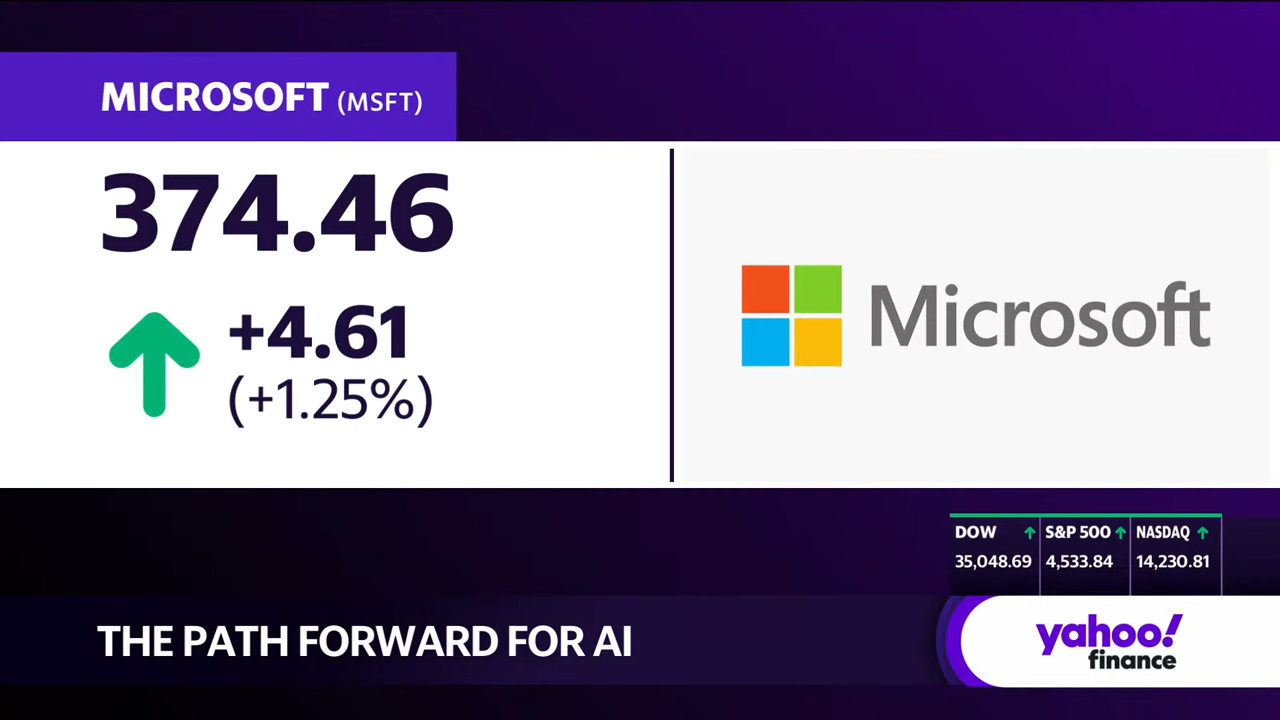 MICROSOFT (MSFT)
374.46
+4.61
(+1.25%)
Microsoft
DOW
35,048.69
S&P 500
4,533.84
NASDAQ
14,230.81
THE PATH FORWARD FOR AI
yahoo!
finance